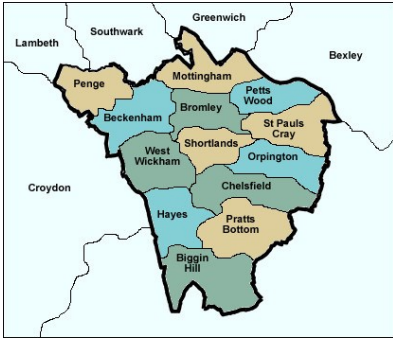 Greenwich
Southwark
Lambeth
Bexley
Mottingham
Penge
Petts
Wood
Bromley
Beckenham
St Pauls
Cray
Shortlands
West
Wickham
Orpington
Croydon
Chelsfield
Hayes
Pratts
Bottom
Biggin
Hill